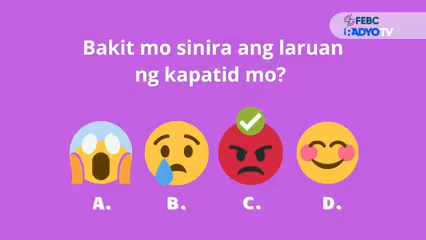 FEBC
RADYO TV
Bakit mo sinira ang laruan
ng kapatid mo?
A. B. C. D.